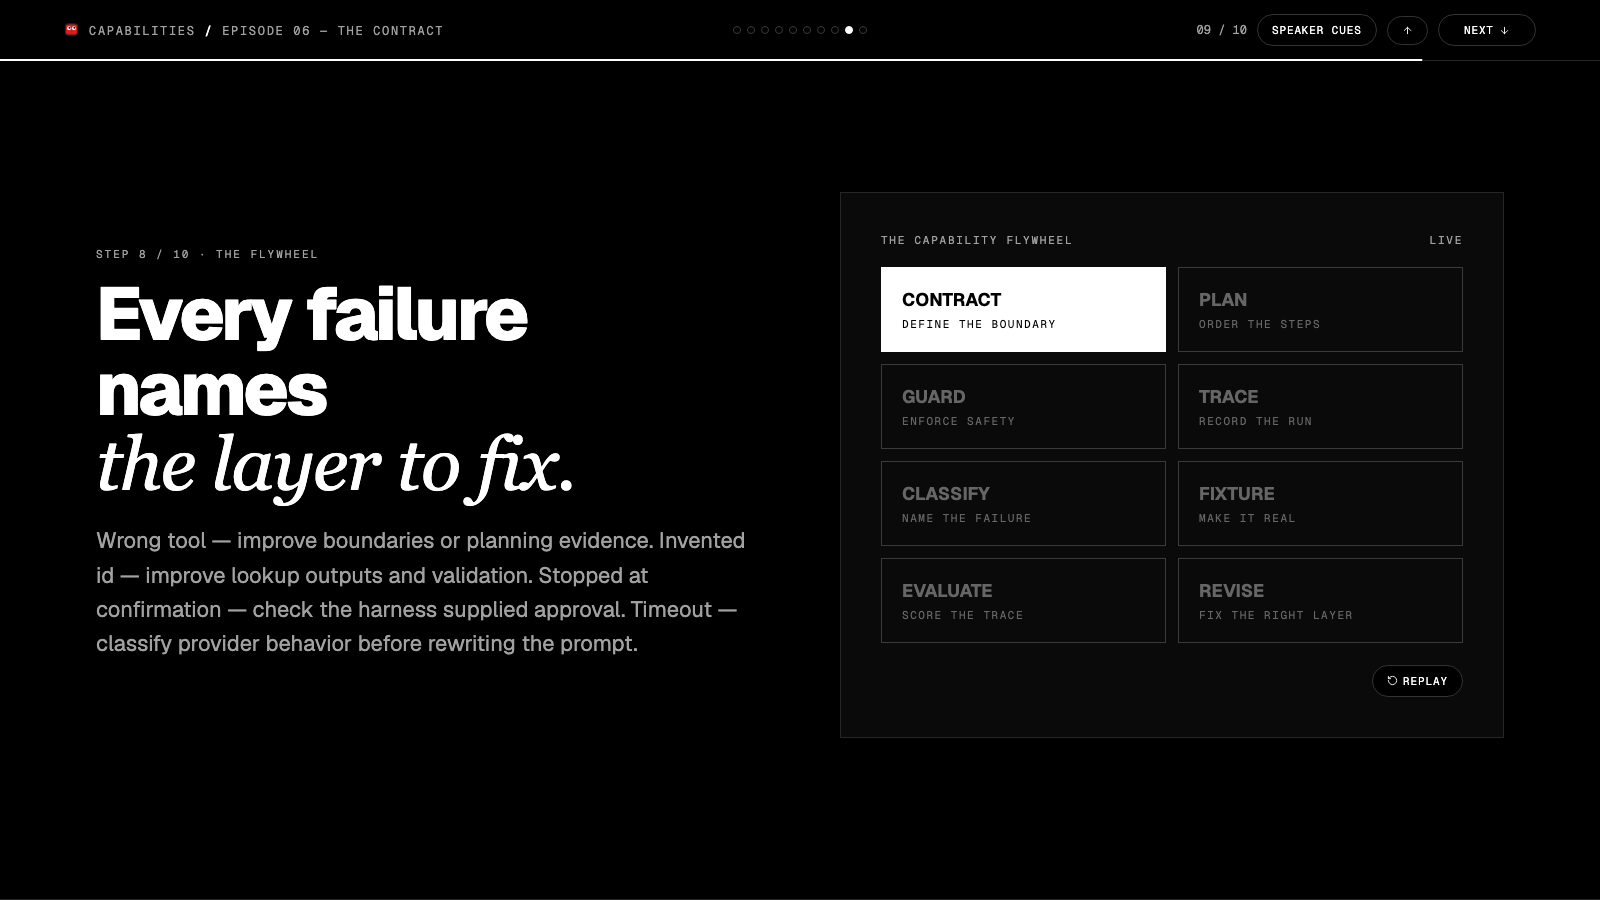 CAPABILITIES / EPISODE 06 — THE CONTRACT
09 / 10
SPEAKER CUES
↑
NEXT ↓
STEP 8 / 10 · THE FLYWHEEL
Every failure
names
the layer to fix.
Wrong tool — improve boundaries or planning evidence. Invented
id — improve lookup outputs and validation. Stopped at
confirmation — check the harness supplied approval. Timeout —
classify provider behavior before rewriting the prompt.
THE CAPABILITY FLYWHEEL
LIVE
CONTRACT
DEFINE THE BOUNDARY
PLAN
ORDER THE STEPS
GUARD
ENFORCE SAFETY
TRACE
RECORD THE RUN
CLASSIFY
NAME THE FAILURE
FIXTURE
MAKE IT REAL
EVALUATE
SCORE THE TRACE
REVISE
FIX THE RIGHT LAYER
REPLAY